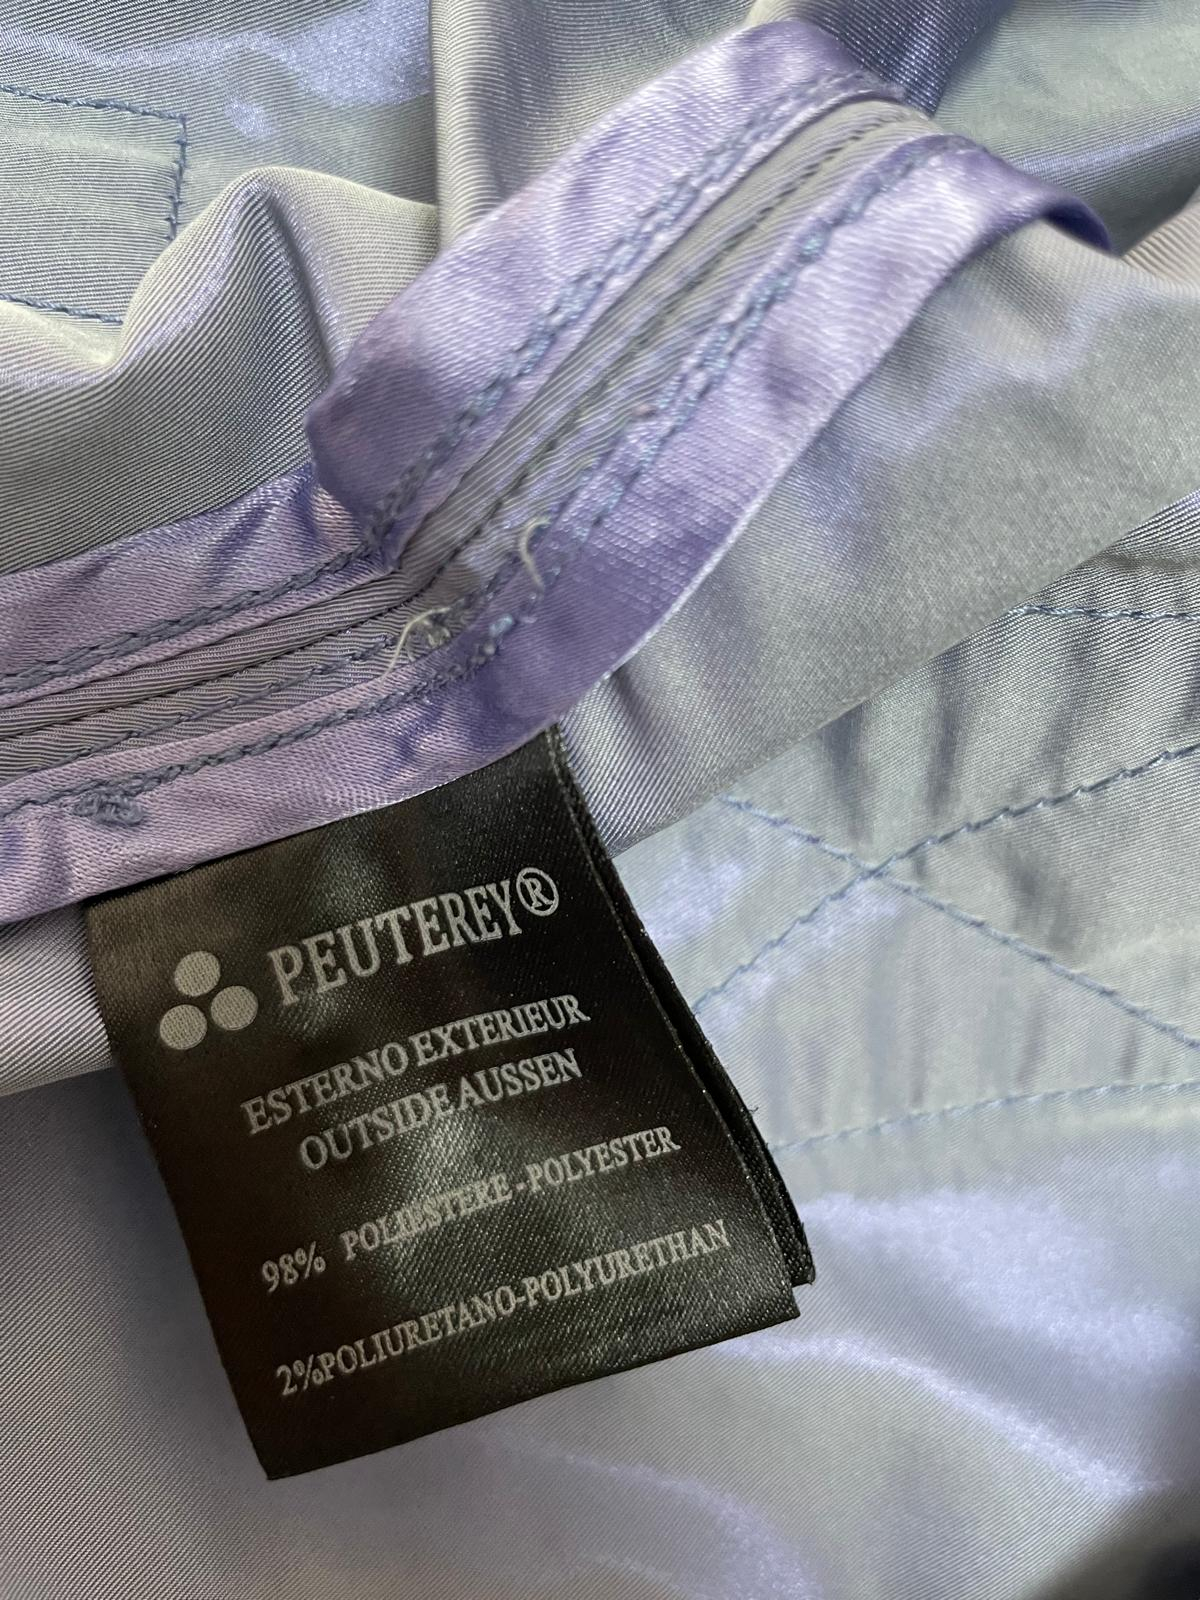 PEUTEREY®
ESTERNO EXTERIEUR
OUTSIDE AUSSEN
98% POLIESTERE-POLYESTER
2%POLIURETANO-POLYURETHAN